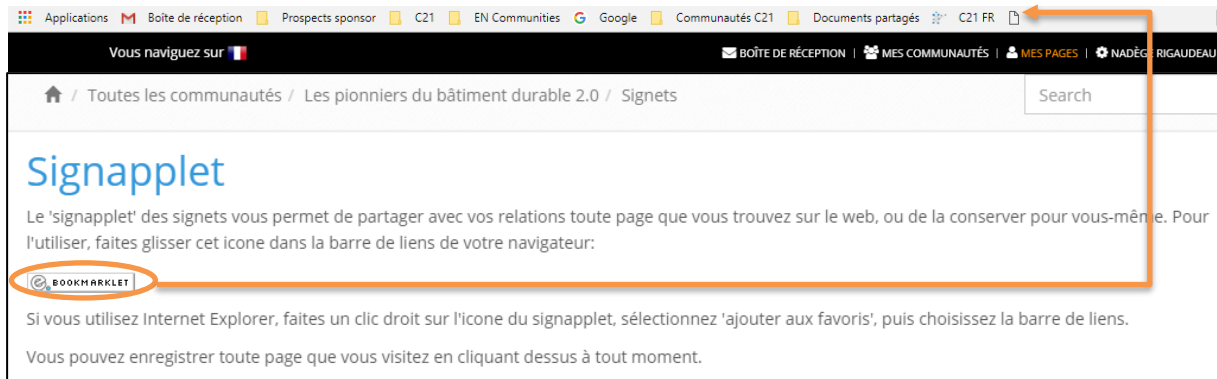 Applications Boîte de réception Prospects sponsor C21 EN Communities Google Communautés C21 Documents partagés C21 FR
Vous naviguez sur BOÎTE DE RÉCEPTION | MES COMMUNAUTÉS | MES PAGES | NADÈGE RIGAUDEAU
/ Toutes les communautés / Les pionniers du bâtiment durable 2.0 / Signets Search
Signapplet
Le 'signapplet' des signets vous permet de partager avec vos relations toute page que vous trouvez sur le web, ou de la conserver pour vous-même. Pour
l'utiliser, faites glisser cet icone dans la barre de liens de votre navigateur:
BOOKMARKLET
Si vous utilisez Internet Explorer, faites un clic droit sur l'icone du signapplet, sélectionnez 'ajouter aux favoris', puis choisissez la barre de liens.
Vous pouvez enregistrer toute page que vous visitez en cliquant dessus à tout moment.